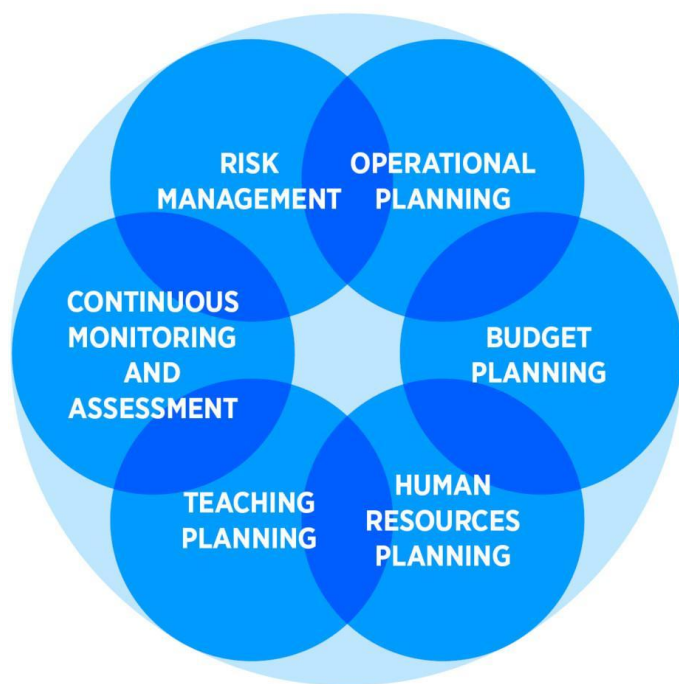 RISK
MANAGEMENT
OPERATIONAL
PLANNING
CONTINUOUS
MONITORING
AND
ASSESSMENT
BUDGET
PLANNING
TEACHING
PLANNING
HUMAN
RESOURCES
PLANNING